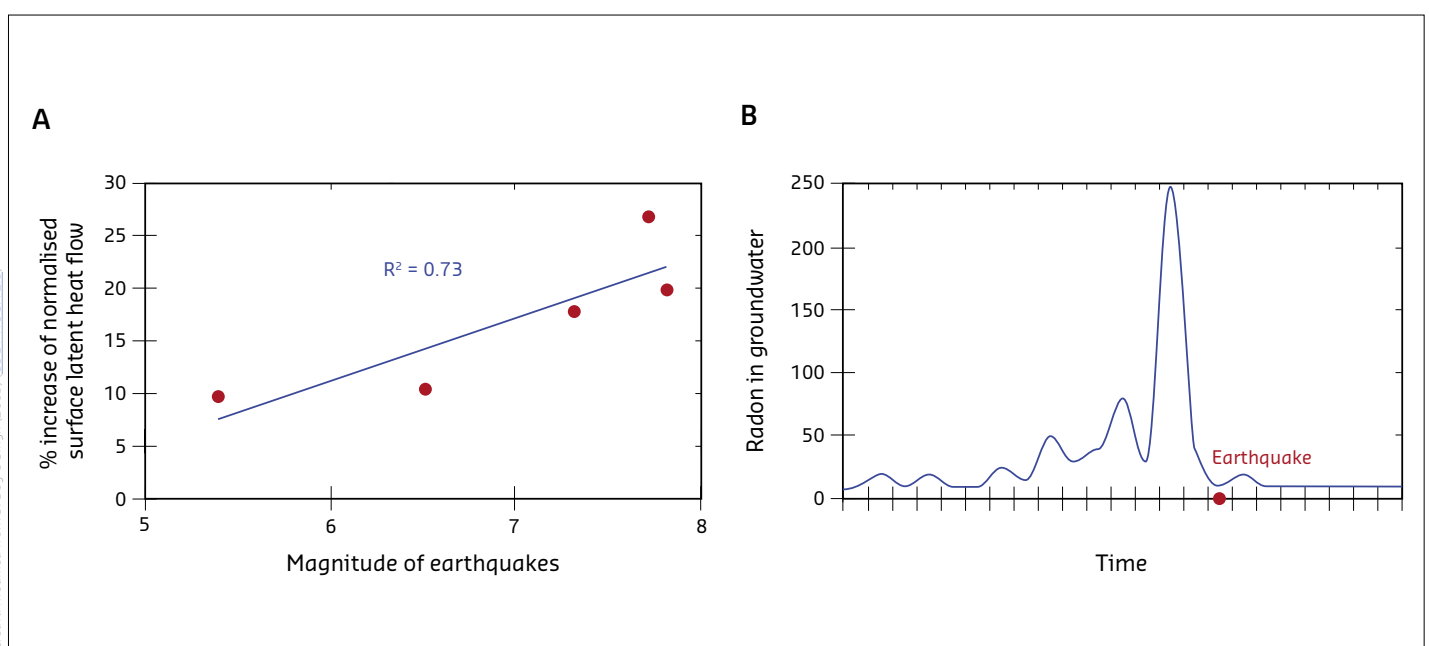 A
B
30
25
20
15
10
5
0
% increase of normalised
surface latent heat flow
R² = 0.73
5
6
7
8
Magnitude of earthquakes
250
200
150
100
50
0
Radon in groundwater
Earthquake
Time